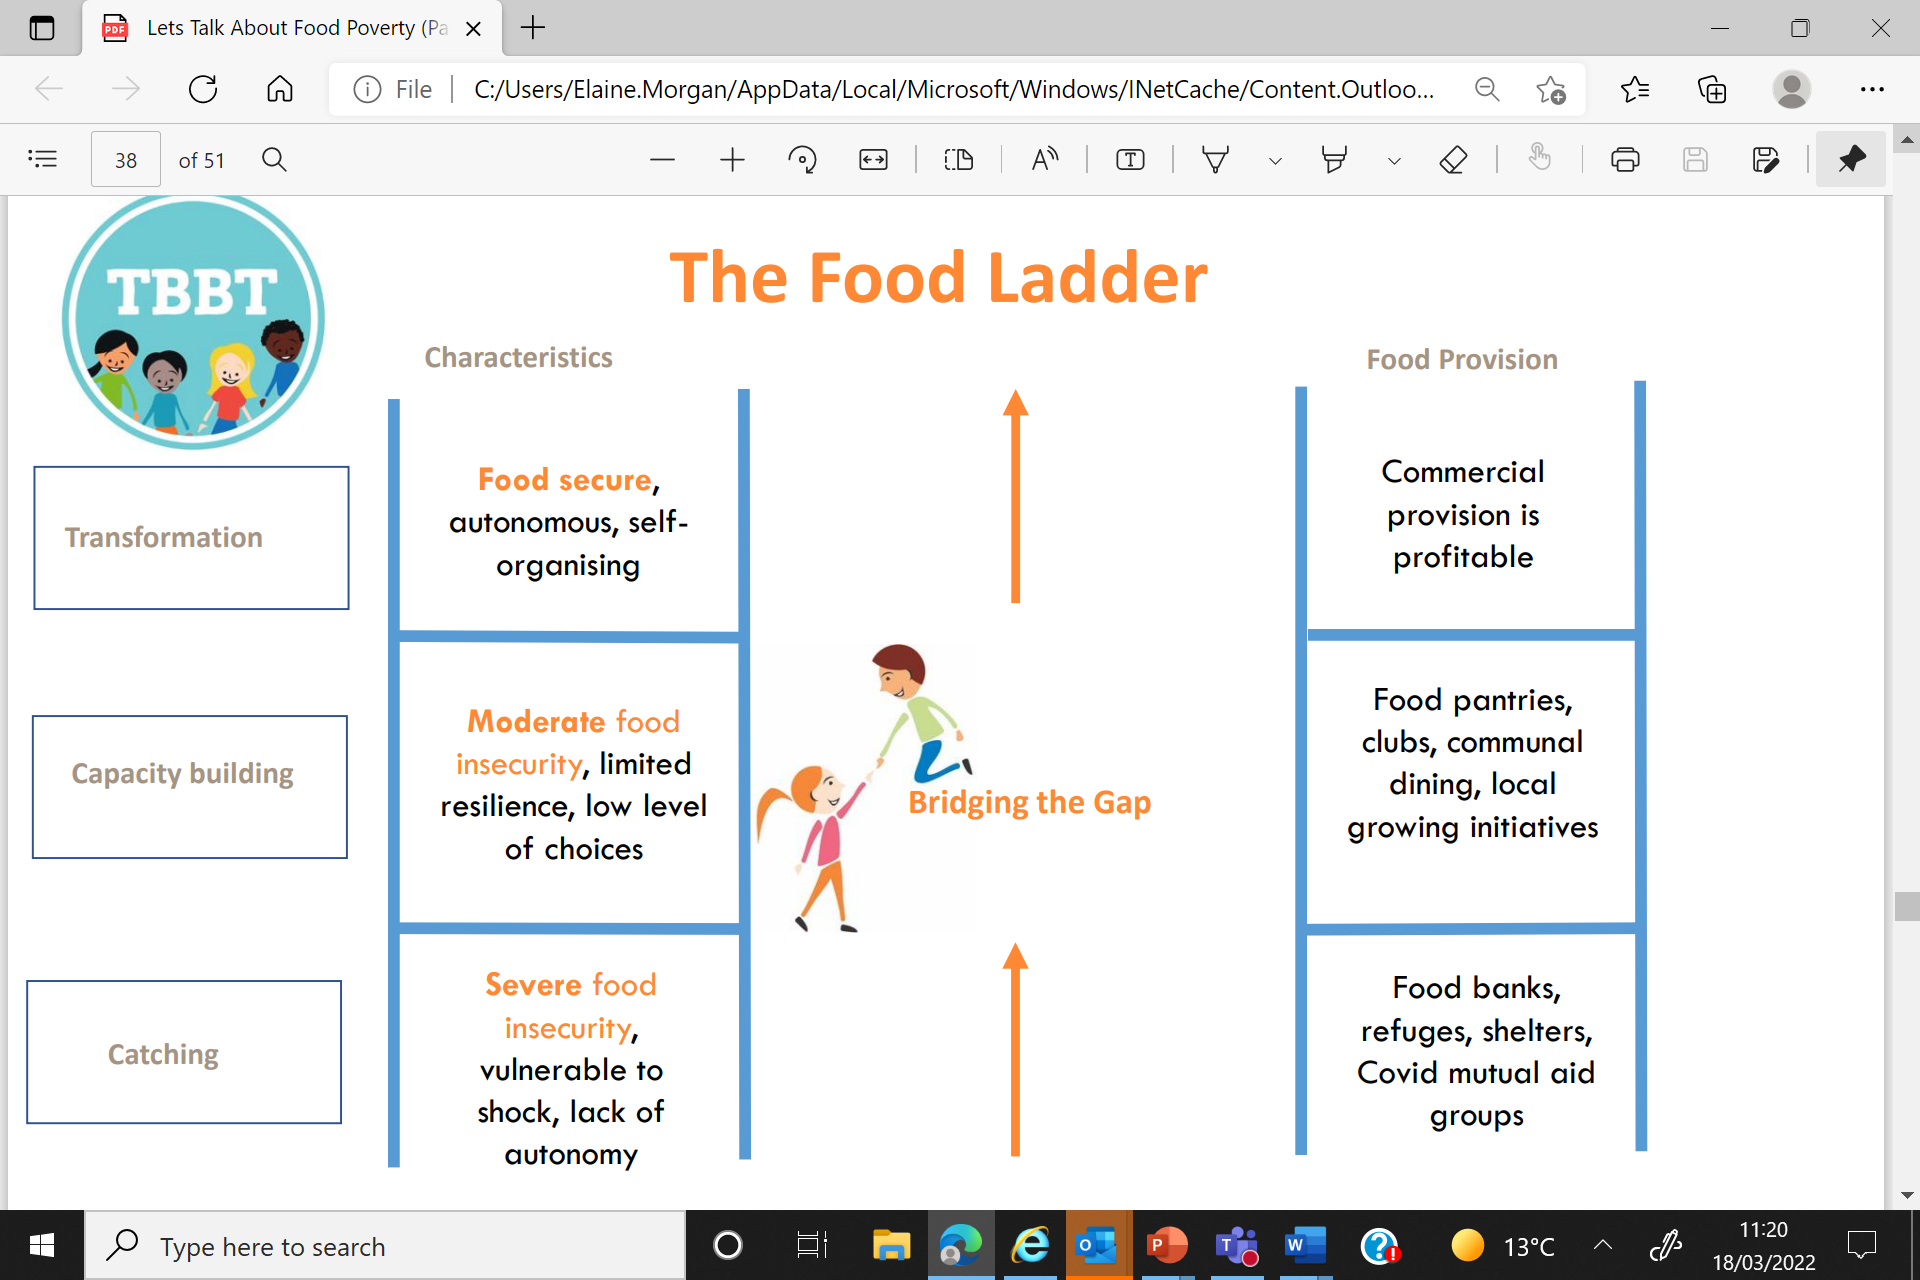 Lets Talk About Food Poverty (Pa
File
C:/Users/Elaine.Morgan/AppData/Local/Microsoft/Windows/INetCache/Content.Outloo...
38 of 51
TBBT
The Food Ladder
Characteristics
Food Provision
Transformation
Food secure,
autonomous, self-
organising
Commercial
provision is
profitable
Capacity building
Moderate food
insecurity, limited
resilience, low level
of choices
Bridging the Gap
Food pantries,
clubs, communal
dining, local
growing initiatives
Catching
Severe food
insecurity,
vulnerable to
shock, lack of
autonomy
Food banks,
refuges, shelters,
Covid mutual aid
groups
Type here to search
13°C
11:20
18/03/2022